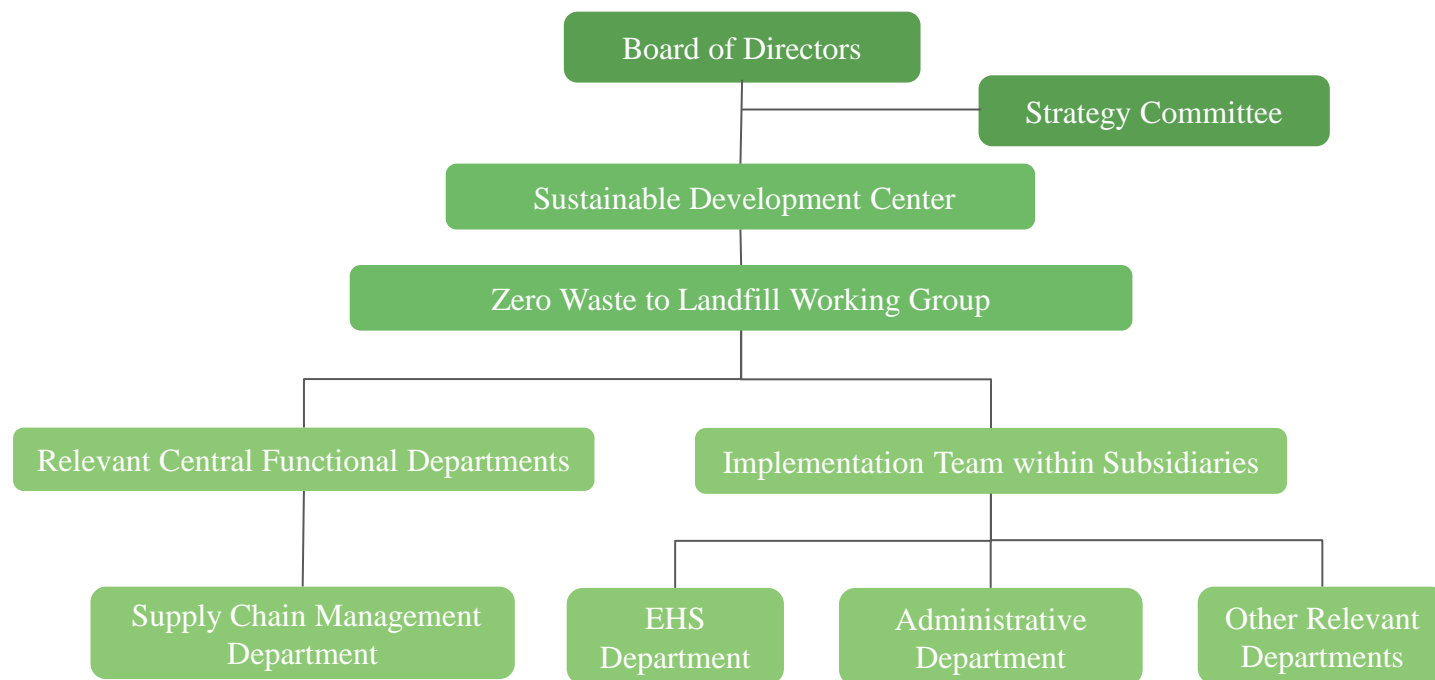 Board of Directors
Strategy Committee
Sustainable Development Center
Zero Waste to Landfill Working Group
Relevant Central Functional Departments
Implementation Team within Subsidiaries
Supply Chain Management
Department
EHS
Department
Administrative
Department
Other Relevant
Departments